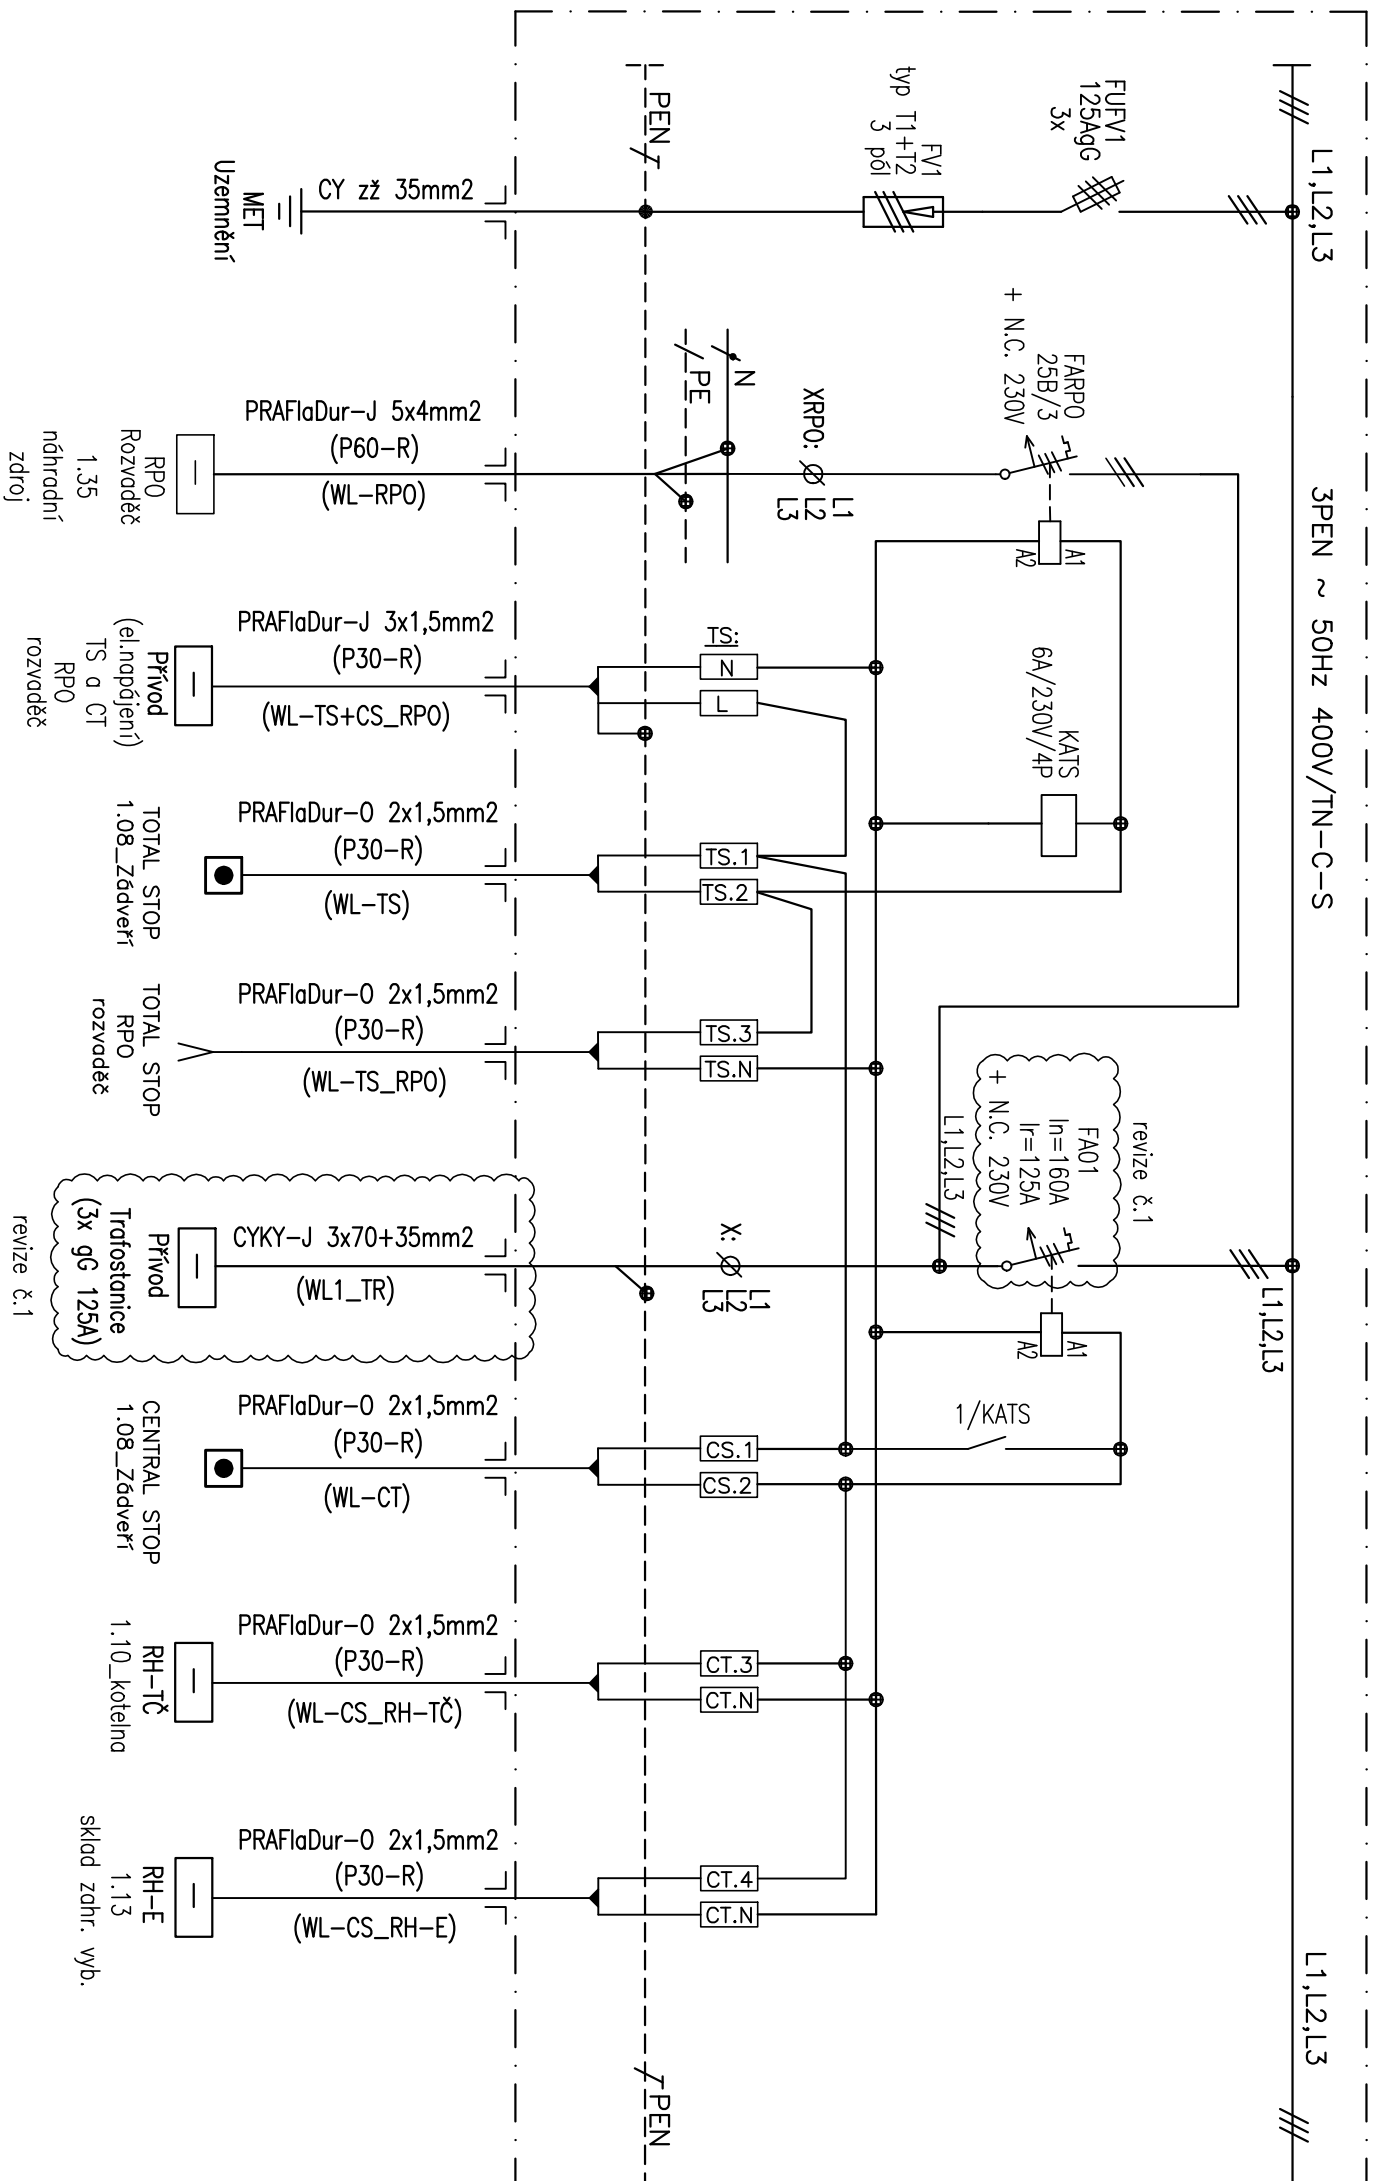 3PEN ~ 50Hz 400V/TN-C-S
L1,L2,L3
L1,L2,L3
L1,L2,L3
FUFV1
125AgG
3x
FV1
typ T1+T2
3 pól
PEN
CY zž 35mm2
MET
Uzemnění
FARPO
25B/3
+ N.C. 230V
A1
A2
XRPO:
L1
L2
L3
N
PE
PRAFlaDur-J 5x4mm2
(P60-R)
(WL-RPO)
RPO
Rozvaděč
1.35
náhradní
zdroj
KATS
6A/230V/4P
TS:
N
L
PRAFlaDur-J 3x1,5mm2
(P30-R)
(WL-TS+CS_RPO)
Přívod
(el.napájení)
TS a CT
RPO
rozvaděč
TS.1
TS.2
PRAFlaDur-O 2x1,5mm2
(P30-R)
(WL-TS)
TOTAL STOP
1.08_Zádveří
TS.3
TS.N
PRAFlaDur-O 2x1,5mm2
(P30-R)
(WL-TS_RPO)
TOTAL STOP
RPO
rozvaděč
revize č.1
FA01
In=160A
Ir=125A
+ N.C. 230V
L1,L2,L3
A1
A2
X:
L1
L2
L3
CYKY-J 3x70+35mm2
(WL1_TR)
Přívod
Trafostanice
(3x gG 125A)
revize č.1
1/KATS
CS.1
CS.2
PRAFlaDur-O 2x1,5mm2
(P30-R)
(WL-CT)
CENTRAL STOP
1.08_Zádveří
CT.3
CT.N
PRAFlaDur-O 2x1,5mm2
(P30-R)
(WL-CS_RH-TČ)
RH-TČ
1.10_kotelna
CT.4
CT.N
PRAFlaDur-O 2x1,5mm2
(P30-R)
(WL-CS_RH-E)
RH-E
1.13
sklad zahr. vyb.
PEN